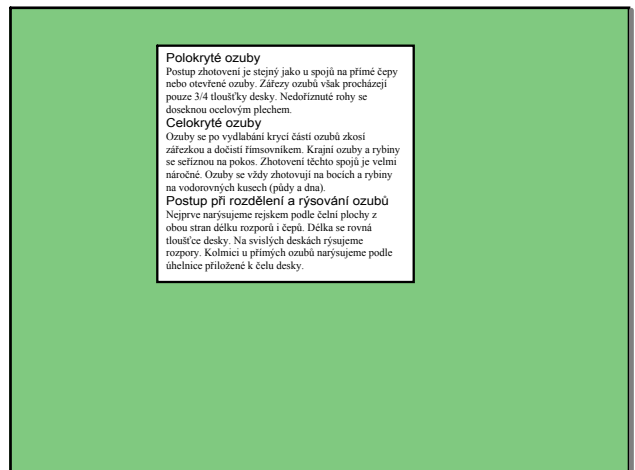 Polokryté ozuby
Postup zhotovení je stejný jako u spojů na přímé čepy
nebo otevřené ozuby. Zářezy ozubů však procházejí
pouze 3/4 tloušťky desky. Nedoříznuté rohy se
doseknou ocelovým plechem.
Celokryté ozuby
Ozuby se po vydlabání krycí části ozubů zkosí
zářezkou a dočistí římsovníkem. Krajní ozuby a rybiny
se seříznou na pokos. Zhotovení těchto spojů je velmi
náročné. Ozuby se vždy zhotovují na bocích a rybiny
na vodorovných kusech (půdy a dna).
Postup při rozdělení a rýsování ozubů
Nejprve narýsujeme rejskem podle čelní plochy z
obou stran délku rozporů i čepů. Délka se rovná
tloušťce desky. Na svislých deskách rýsujeme
rozpory. Kolmici u přímých ozubů narýsujeme podle
úhelnice přiložené k čelu desky.